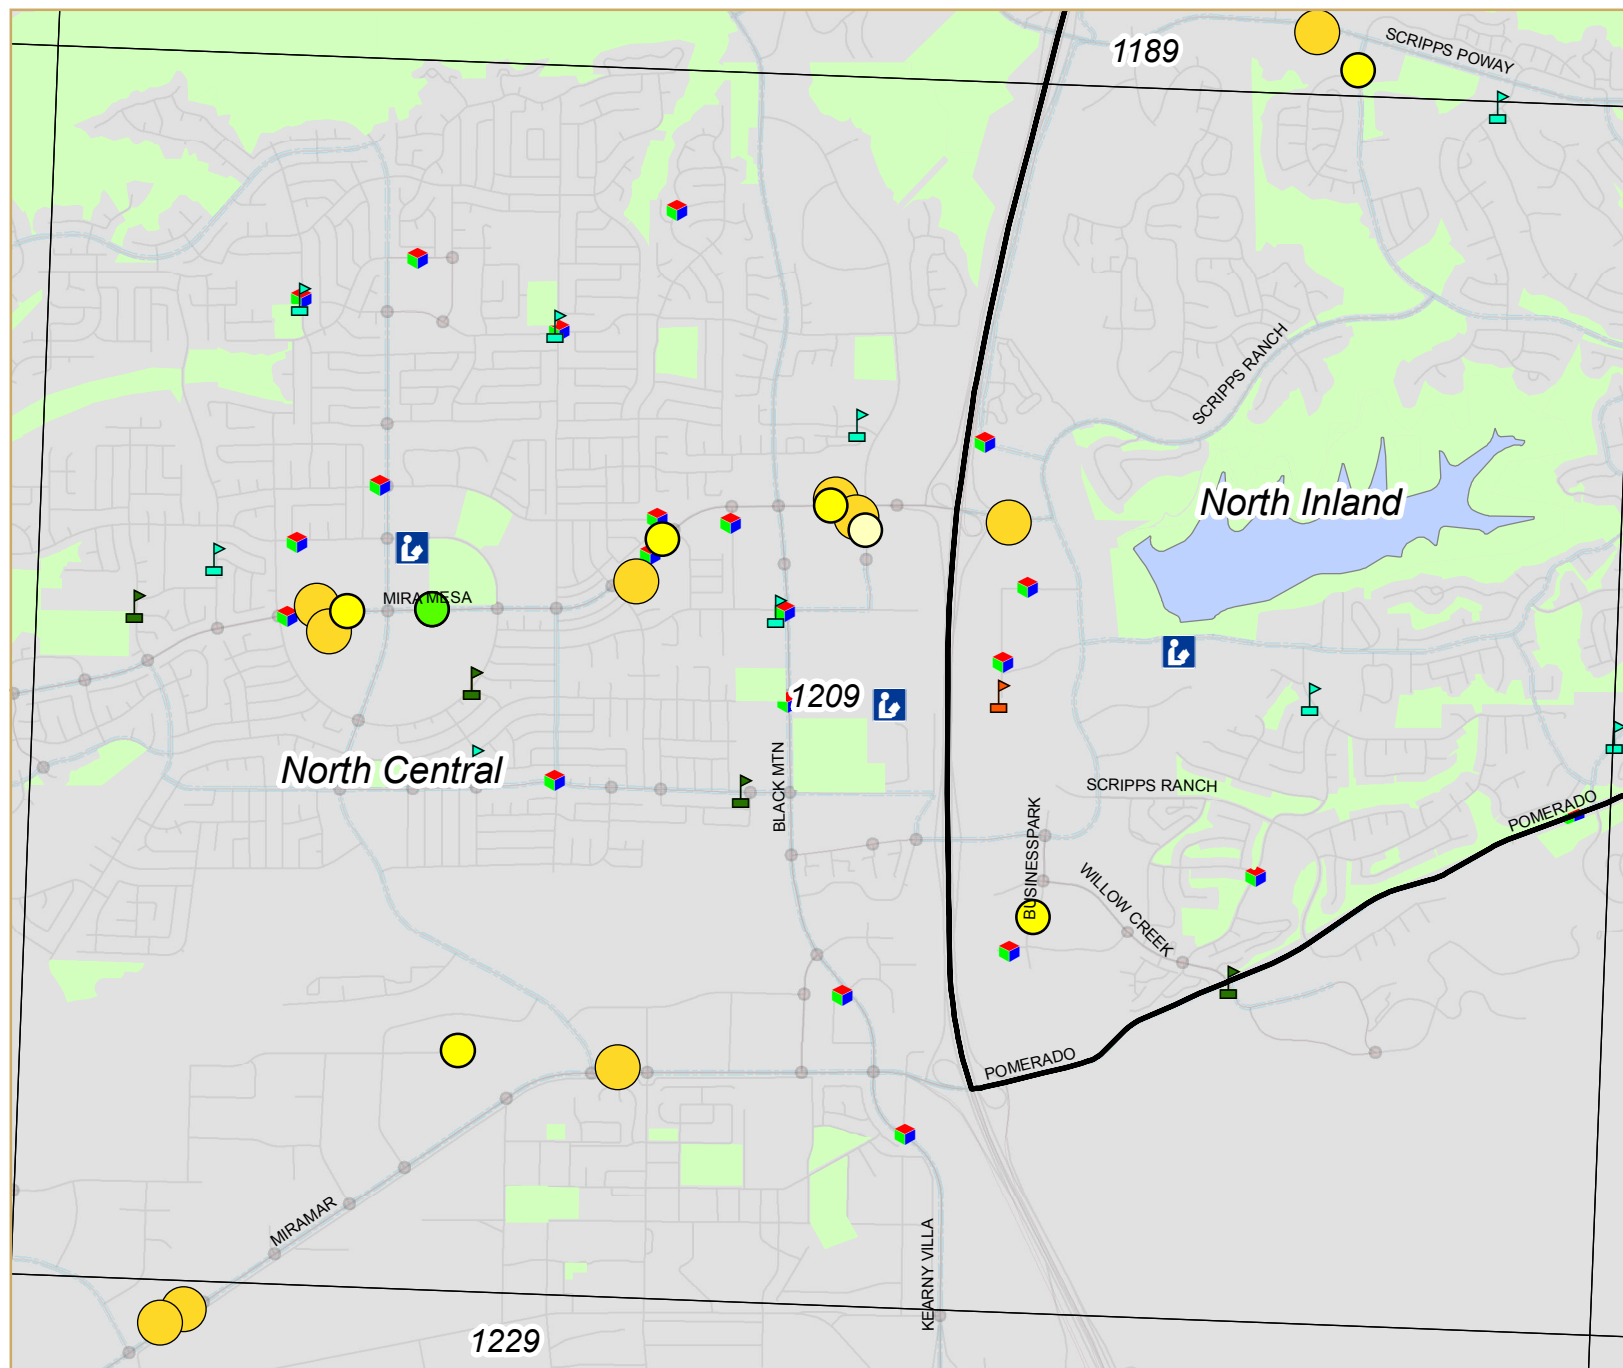 1189
SCRIPPS POWAY
SCRIPPS RANCH
North Inland
MIRA MESA
1209
North Central
BLACK MTN
SCRIPPS RANCH
BUSINESSPARK
WILLOW CREEK
POMERADO
POMERADO
MIRAMAR
KEARNY VILLA
1229